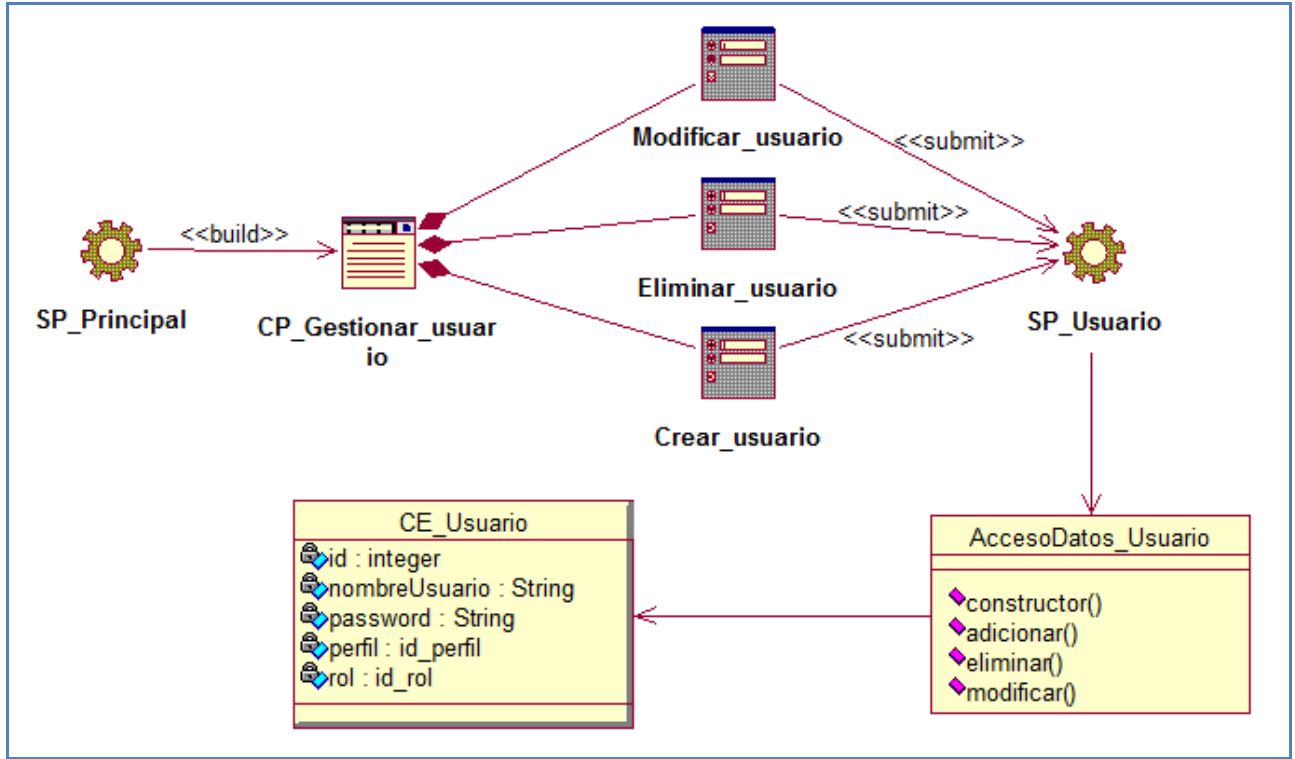 Modificar_usuario
<<submit>>
<<build>>
<<submit>>
Eliminar_usuario
SP_Principal
CP_Gestionar_usuar
io
SP_Usuario
<<submit>>
Crear_usuario
CE_Usuario
id : integer
nombreUsuario : String
password : String
perfil : id_perfil
rol : id_rol
AccesoDatos_Usuario
constructor()
adicionar()
eliminar()
modificar()